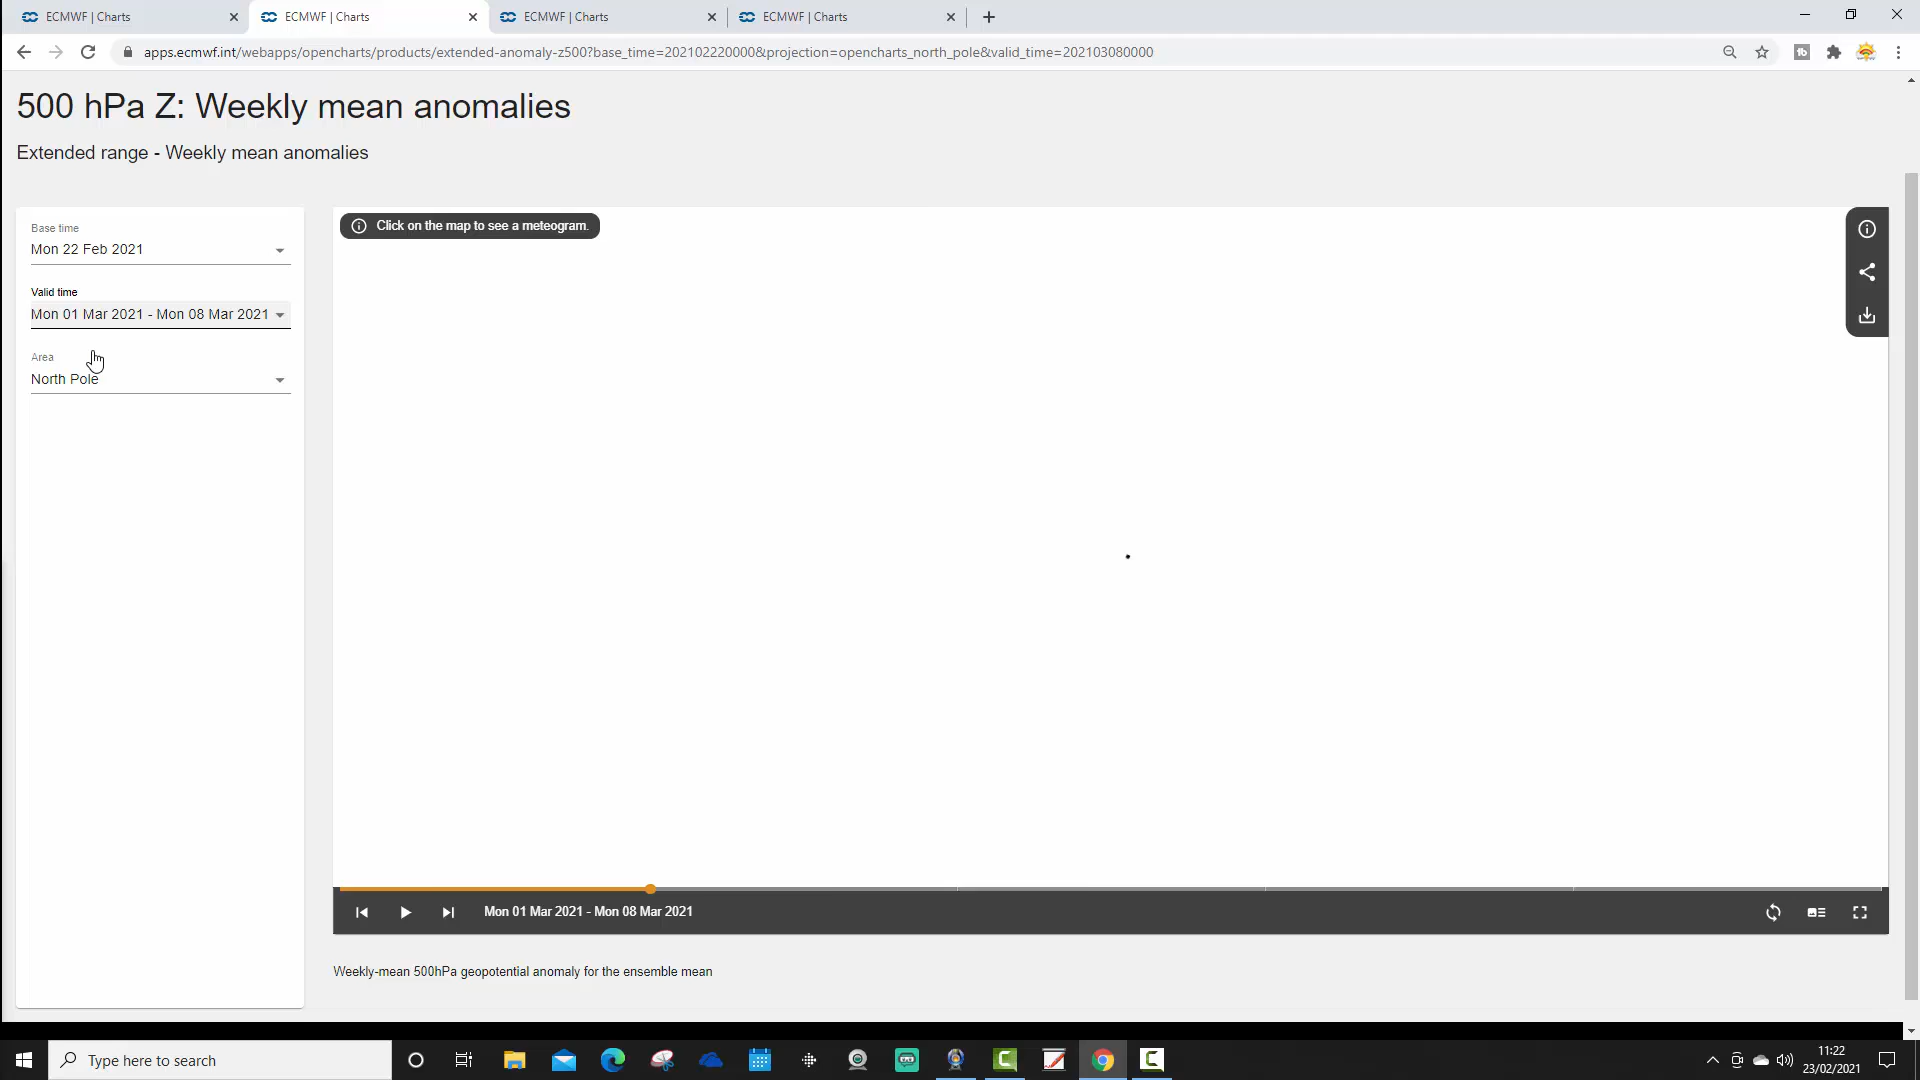 ECMWF | Charts
ECMWF | Charts
ECMWF | Charts
ECMWF | Charts
apps.ecmwf.int/webapps/opencharts/products/extended-anomaly-z500?base_time=202102220000&projection=opencharts_north_pole&valid_time=202103080000
500 hPa Z: Weekly mean anomalies
Extended range - Weekly mean anomalies
Base time
Mon 22 Feb 2021
Valid time
Mon 01 Mar 2021 - Mon 08 Mar 2021
Area
North Pole
Click on the map to see a meteogram.
Mon 01 Mar 2021 - Mon 08 Mar 2021
Weekly-mean 500hPa geopotential anomaly for the ensemble mean
Type here to search
11:22
23/02/2021